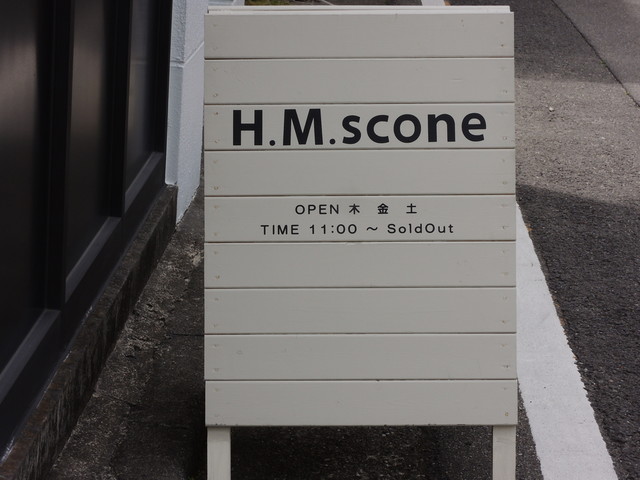 H.M.scone
OPEN 木 金 土
TIME 11:00 〜 SoldOut